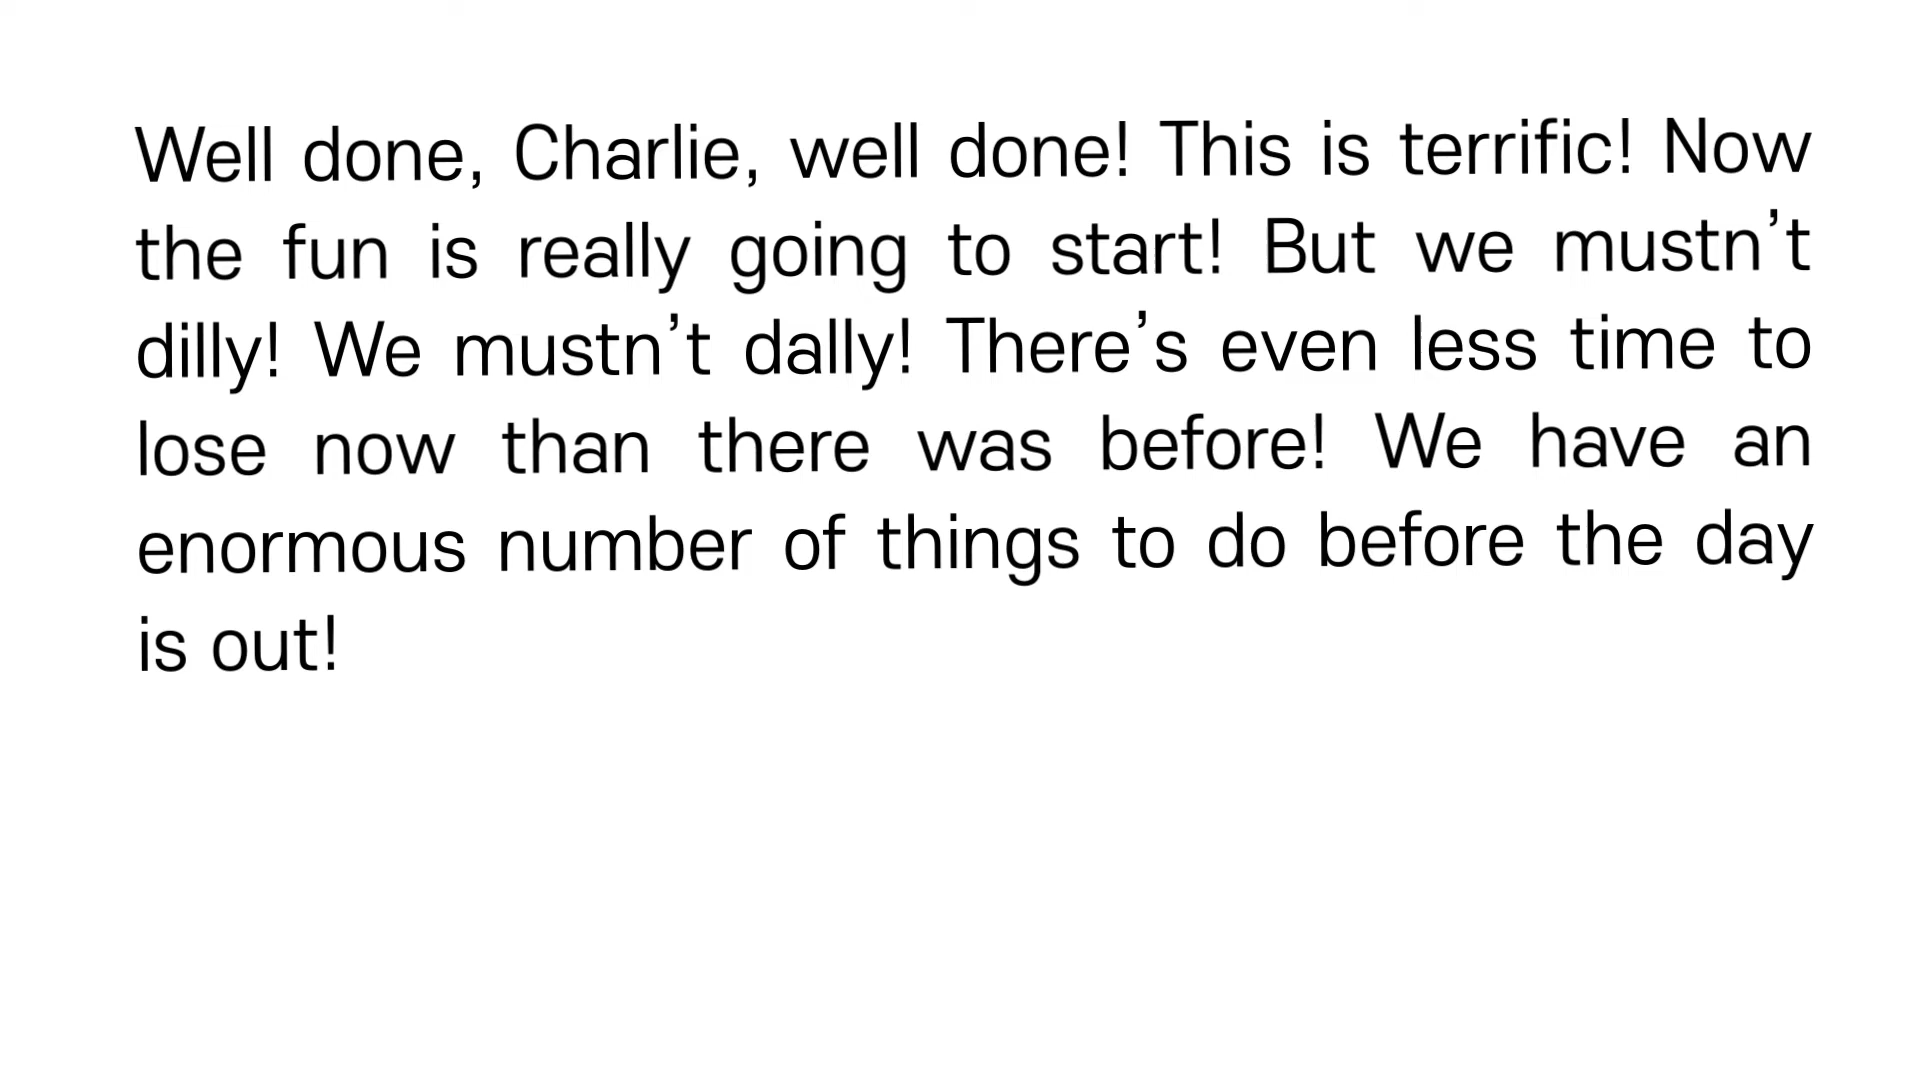 Well done, Charlie, well done! This is terrific! Now
the fun is really going to start! But we mustn’t
dilly! We mustn’t dally! There’s even less time to
lose now than there was before! We have an
enormous number of things to do before the day
is out!